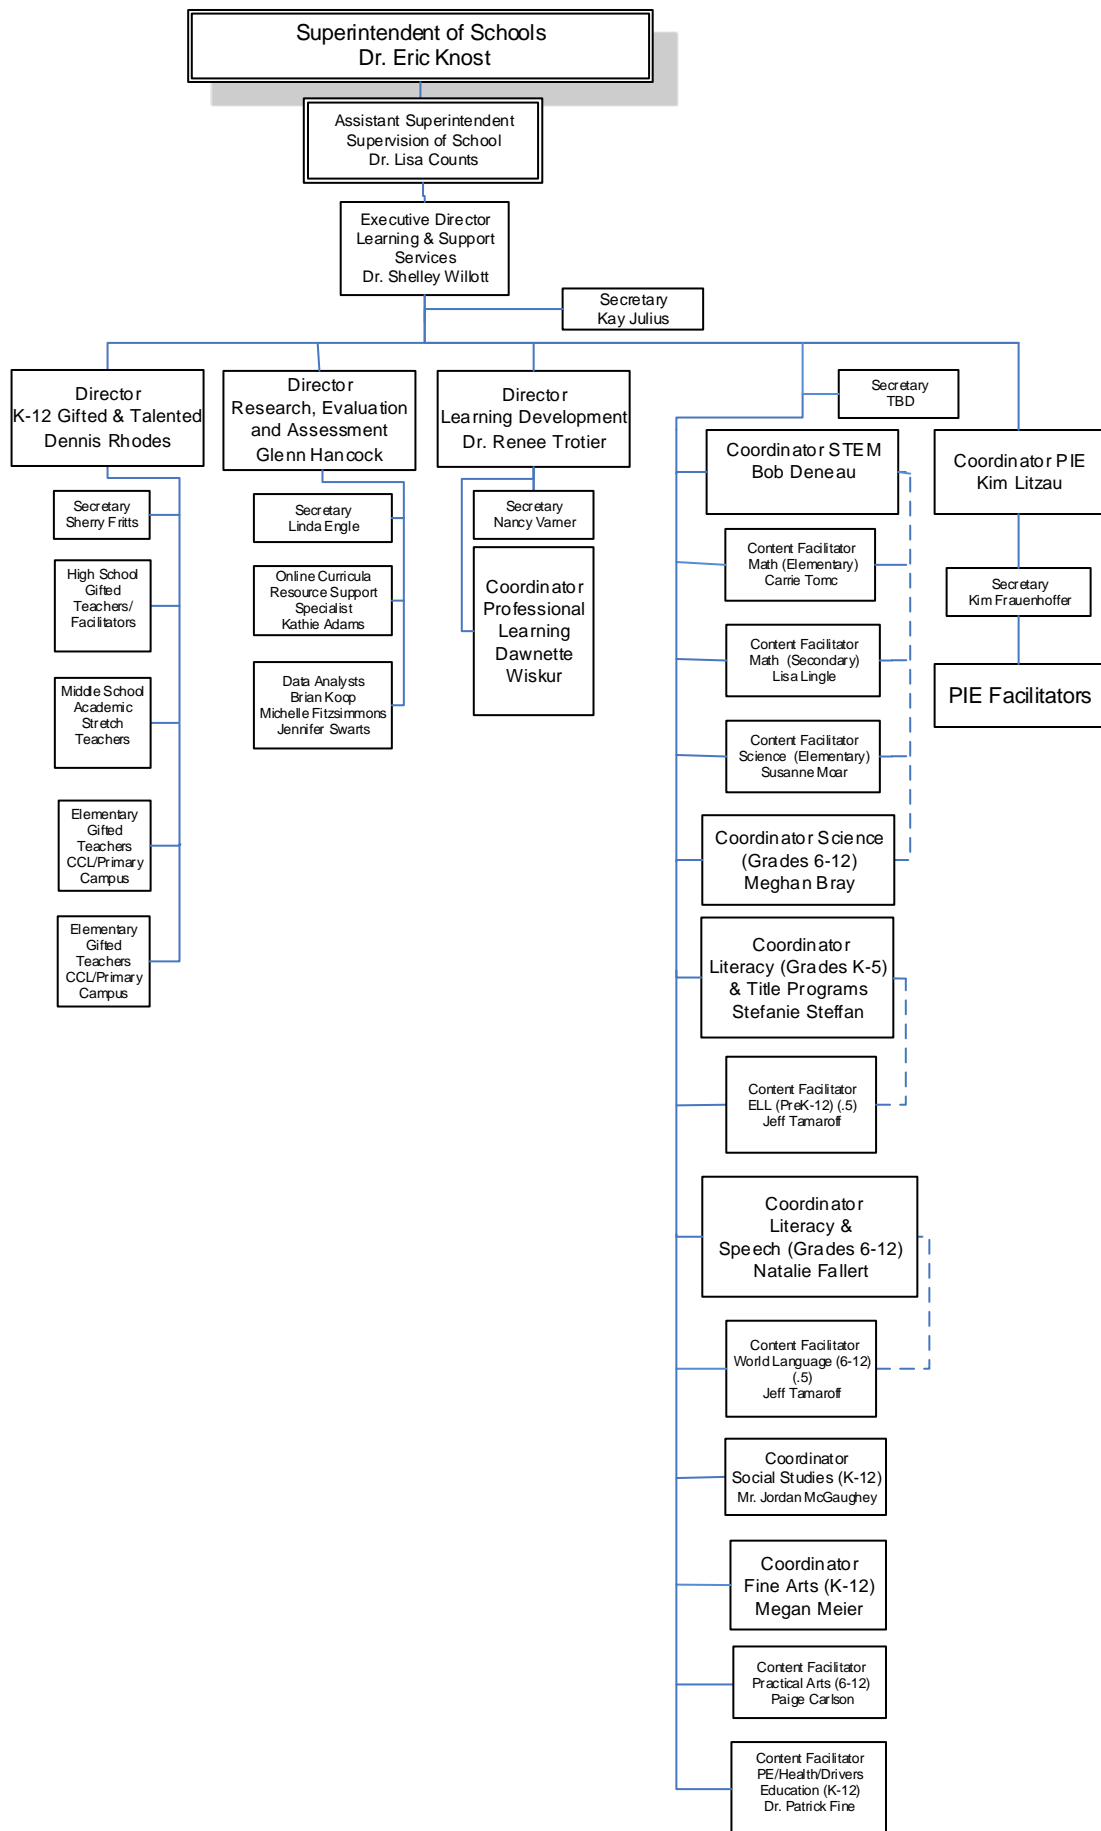 Superintendent of Schools
Dr. Eric Knost
Assistant Superintendent
Supervision of School
Dr. Lisa Counts
Executive Director
Learning & Support
Services
Dr. Shelley Willott
Secretary
Kay Julius
Director
K-12 Gifted & Talented
Dennis Rhodes
Secretary
Sherry Fritts
High School
Gifted
Teachers/
Facilitators
Middle School
Academic
Stretch
Teachers
Elementary
Gifted
Teachers
CCL/Primary
Campus
Elementary
Gifted
Teachers
CCL/Primary
Campus
Director
Research, Evaluation
and Assessment
Glenn Hancock
Secretary
Linda Engle
Online Curricula
Resource Support
Specialist
Kathie Adams
Data Analysts
Brian Koop
Michelle Fitzsimmons
Jennifer Swarts
Director
Learning Development
Dr. Renee Trotier
Secretary
Nancy Varner
Coordinator
Professional
Learning
Dawnette
Wiskur
Secretary
TBD
Coordinator STEM
Bob Deneau
Content Facilitator
Math (Elementary)
Carrie Tomc
Content Facilitator
Math (Secondary)
Lisa Lingle
Content Facilitator
Science (Elementary)
Susanne Moar
Coordinator Science
(Grades 6-12)
Meghan Bray
Coordinator
Literacy (Grades K-5)
& Title Programs
Stefanie Steffan
Content Facilitator
ELL (PreK-12) (.5)
Jeff Tamaroff
Coordinator
Literacy &
Speech (Grades 6-12)
Natalie Fallert
Content Facilitator
World Language (6-12)
(.5)
Jeff Tamaroff
Coordinator
Social Studies (K-12)
Mr. Jordan McGaughey
Coordinator
Fine Arts (K-12)
Megan Meier
Content Facilitator
Practical Arts (6-12)
Paige Carlson
Content Facilitator
PE/Health/Drivers
Education (K-12)
Dr. Patrick Fine
Coordinator PIE
Kim Litzau
Secretary
Kim Frauenhoffer
PIE Facilitators